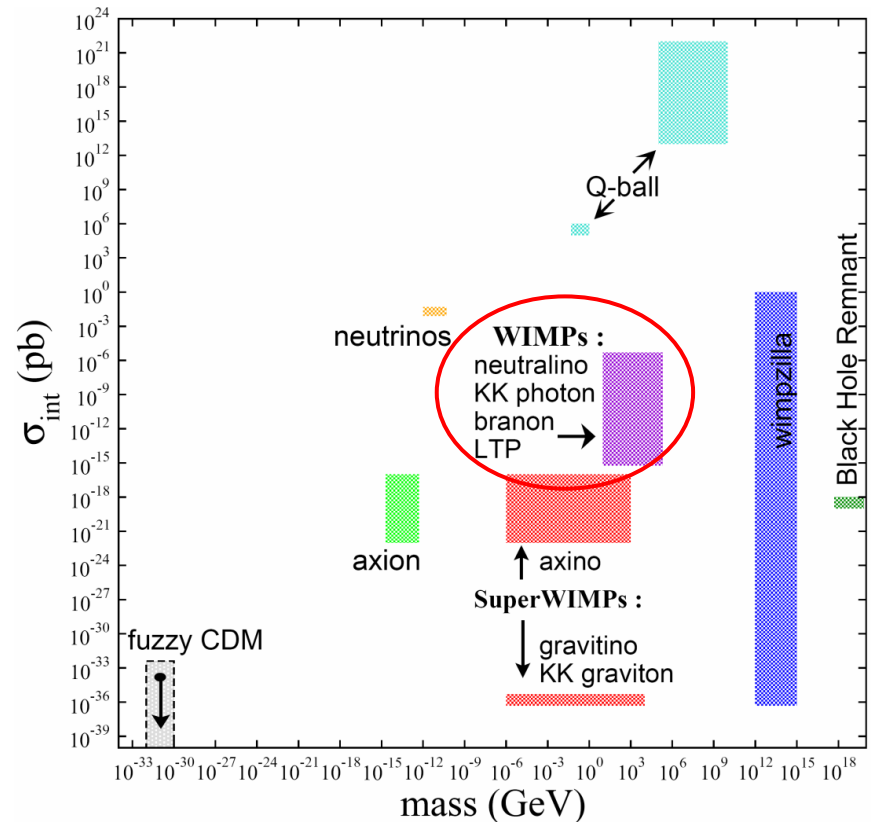 10^24
10^21
10^18
10^15
10^12
10^9
10^6
10^3
10^0
10^-3
10^-6
10^-9
10^-12
10^-15
10^-18
10^-21
10^-24
10^-27
10^-30
10^-33
10^-36
10^-39
σ_int (pb)
Q-ball
neutrinos
WIMPs :
neutralino
KK photon
branon
LTP
wimpzilla
Black Hole Remnant
axion
axino
SuperWIMPs :
gravitino
KK graviton
fuzzy CDM
10^-33 10^-30 10^-27 10^-24 10^-21 10^-18 10^-15 10^-12 10^-9 10^-6 10^-3 10^0 10^3 10^6 10^9 10^12 10^15 10^18
mass (GeV)